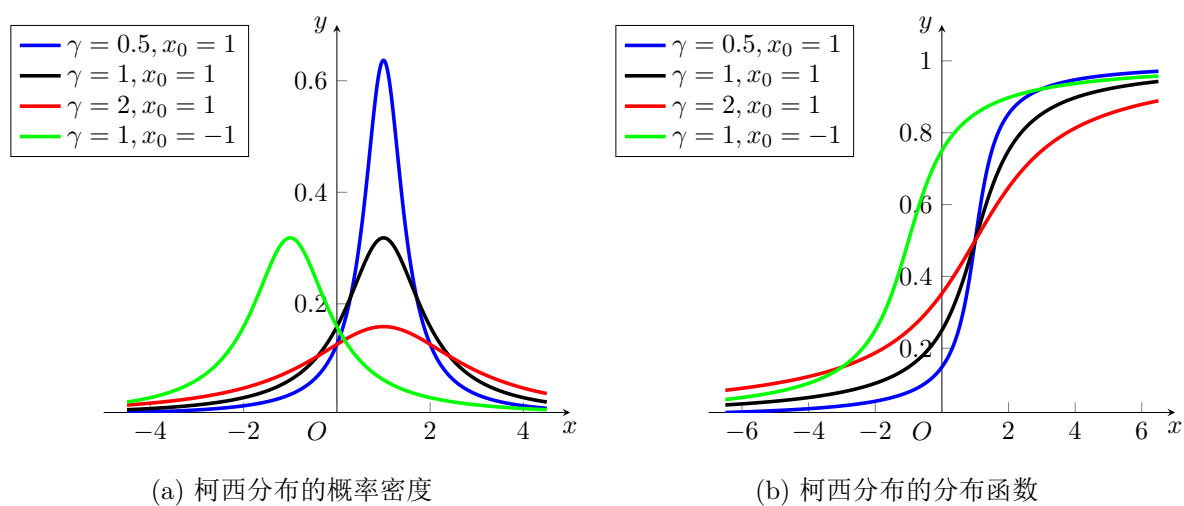 γ = 0.5, x₀ = 1
γ = 1, x₀ = 1
γ = 2, x₀ = 1
γ = 1, x₀ = −1
y
0.6
0.4
0.2
−4
−2
O
2
4
x
(a) 柯西分布的概率密度
γ = 0.5, x₀ = 1
γ = 1, x₀ = 1
γ = 2, x₀ = 1
γ = 1, x₀ = −1
y
1
0.8
0.6
0.4
0.2
−6
−4
−2
O
2
4
6
x
(b) 柯西分布的分布函数